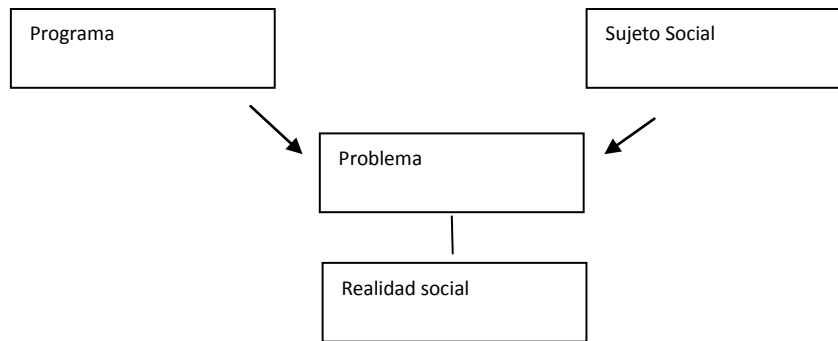 Programa
Sujeto Social
Problema
Realidad social